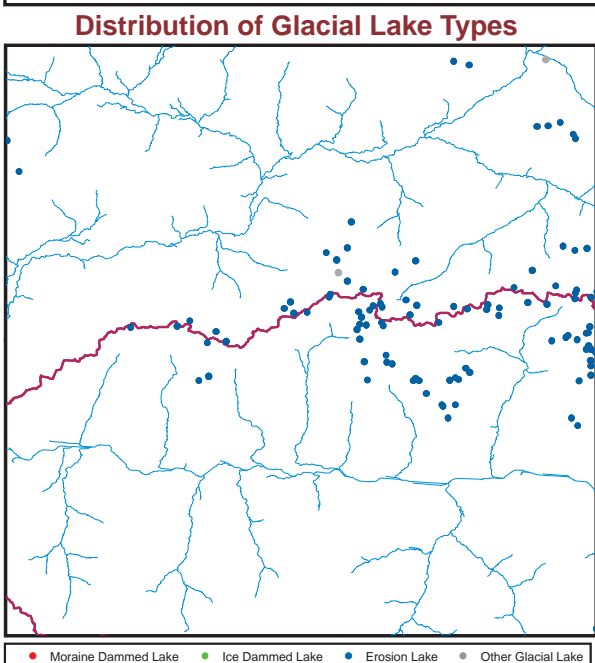 Distribution of Glacial Lake Types
Moraine Dammed Lake Ice Dammed Lake Erosion Lake Other Glacial Lake